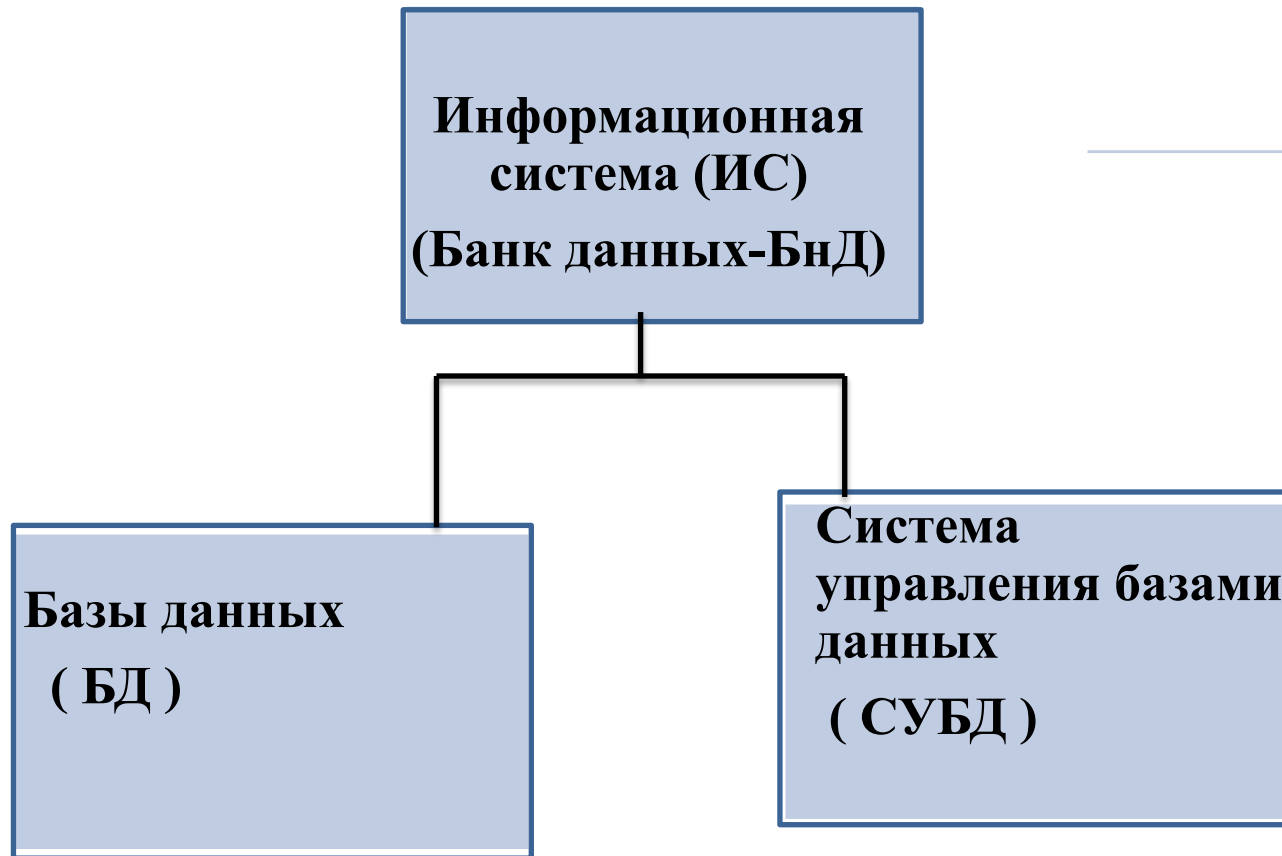 Информационная
система (ИС)
(Банк данных-БнД)
Базы данных
( БД )
Система
управления базами
данных
( СУБД )